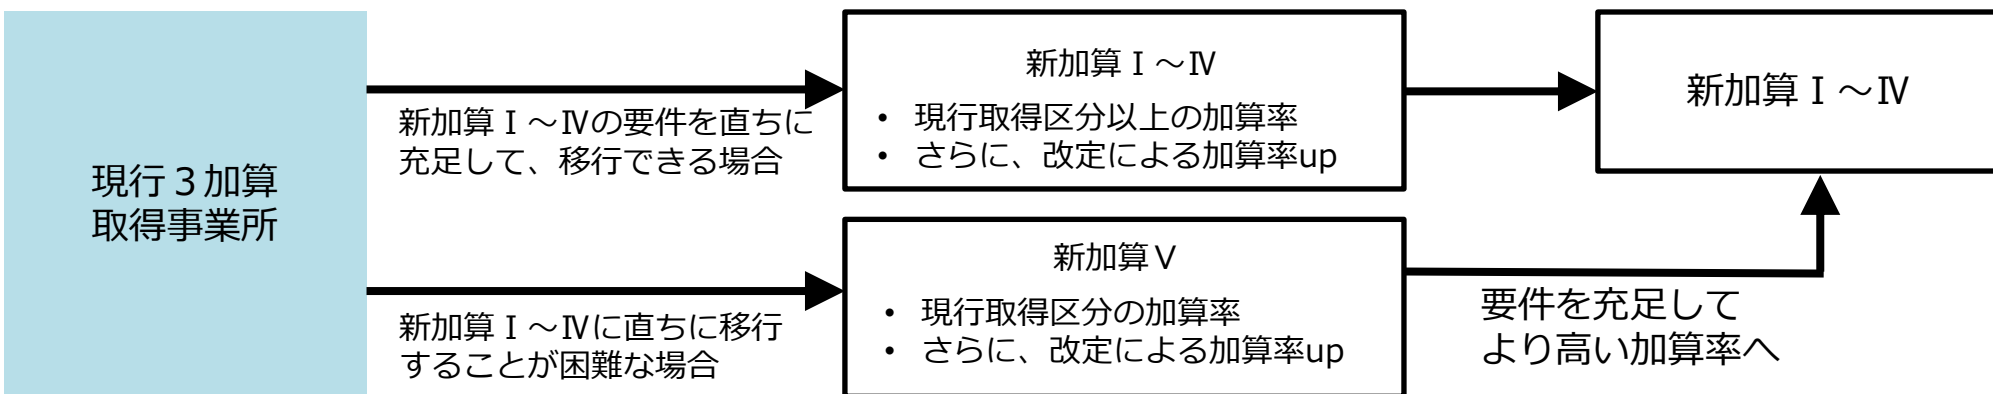 現行３加算
取得事業所
新加算Ⅰ～Ⅳの要件を直ちに
充足して、移行できる場合
新加算Ⅰ～Ⅳに直ちに移行
することが困難な場合
新加算Ⅰ～Ⅳ
• 現行取得区分以上の加算率
• さらに、改定による加算率up
新加算Ⅴ
• 現行取得区分の加算率
• さらに、改定による加算率up
要件を充足して
より高い加算率へ
新加算Ⅰ～Ⅳ